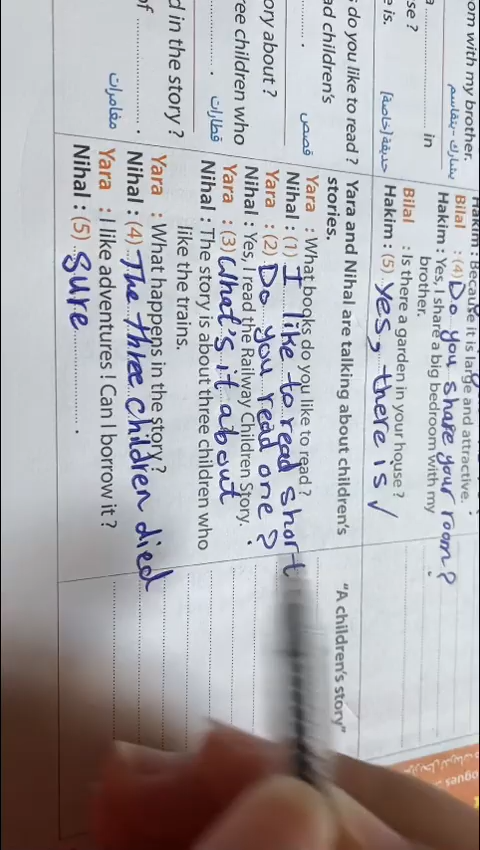 om with my brother.
يشارك - يتقاسم
in
[حديقة [خاصة
e is.
do you like to read?
ad children's
قصص
ory about?
ree children who
قطارات
d in the story?
of
مغامرات
Hakim : Because it is large and attractive.
Bilal : (4) Do you share your room?
Hakim : Yes, I share a big bedroom with my
brother.
Bilal : Is there a garden in your house?
Hakim : (5) Yes, there is ✓
Yara and Nihal are talking about children's
stories.
Yara : What books do you like to read?
Nihal : (1) I like to read short
Yara : (2) Do you read one?
Nihal : Yes, I read the Railway Children Story.
Yara : (3) What's it about
Nihal : The story is about three children who
like the trains.
Yara : What happens in the story?
Nihal : (4) The three children died
Yara : I like adventures! Can I borrow it?
Nihal : (5) Sure
"A children's story"